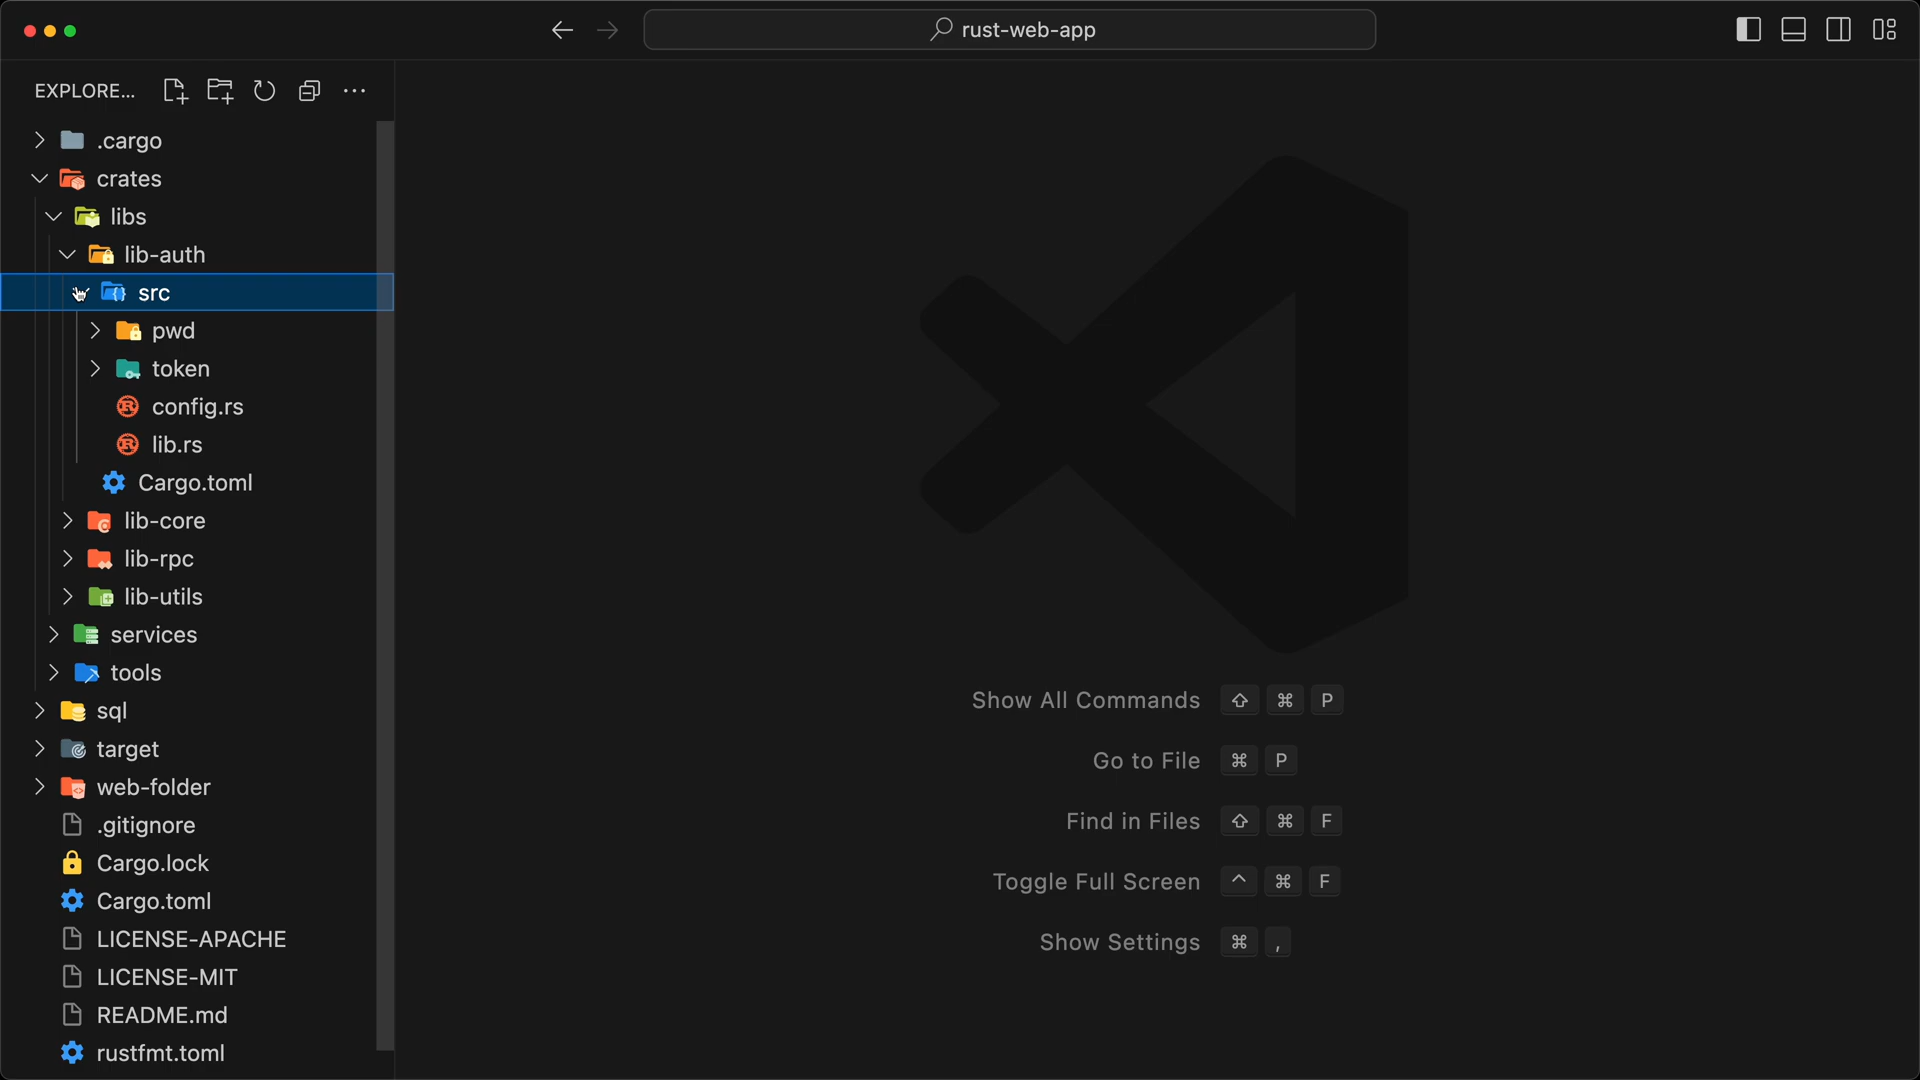 rust-web-app
EXPLORE...
.cargo
crates
libs
lib-auth
src
pwd
token
config.rs
lib.rs
Cargo.toml
lib-core
lib-rpc
lib-utils
services
tools
sql
target
web-folder
.gitignore
Cargo.lock
Cargo.toml
LICENSE-APACHE
LICENSE-MIT
README.md
rustfmt.toml
Show All Commands ⇧ ⌘ P
Go to File ⌘ P
Find in Files ⇧ ⌘ F
Toggle Full Screen ^ ⌘ F
Show Settings ⌘ ,